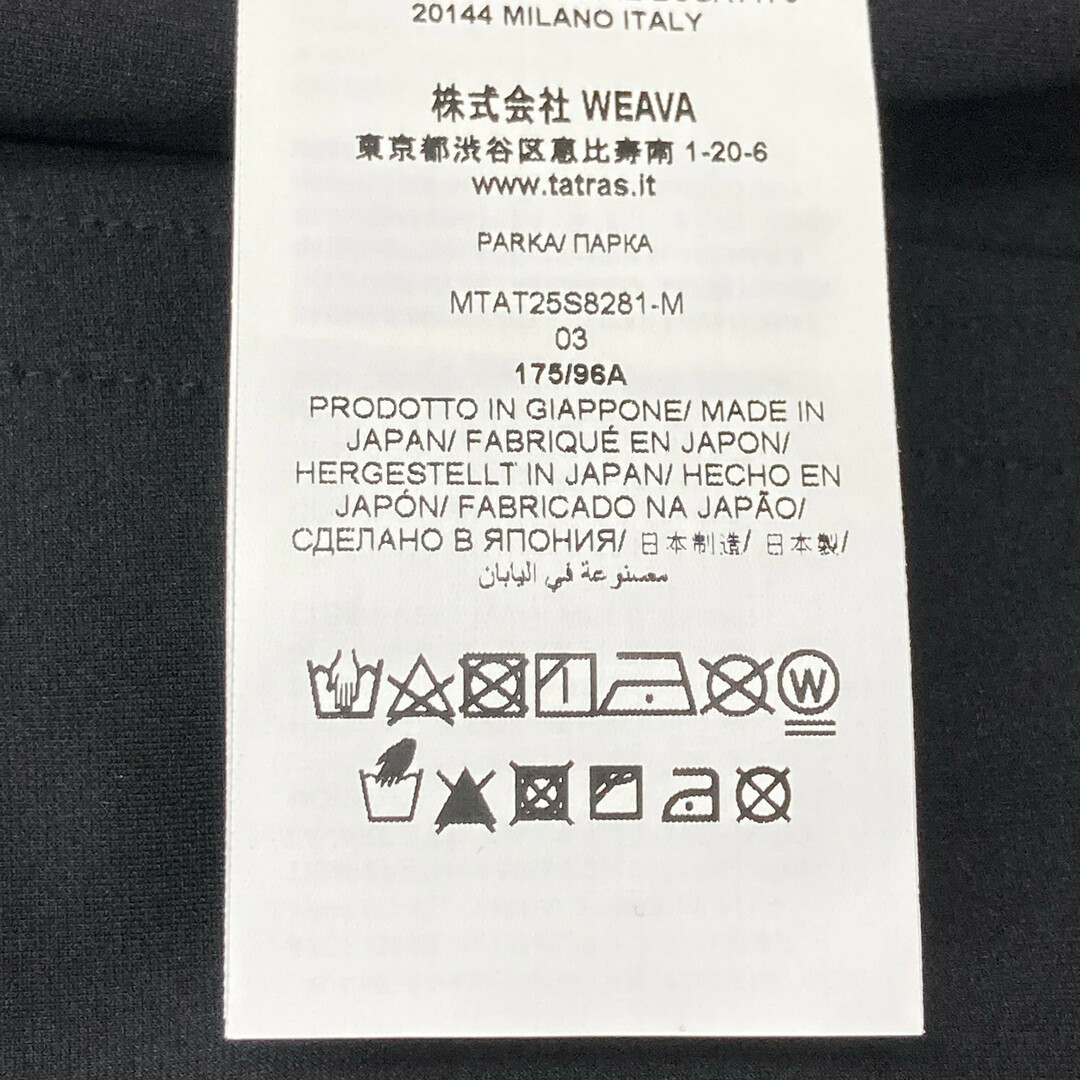 20144 MILANO ITALY
株式会社 WEAVA
東京都渋谷区恵比寿南 1-20-6
www.tatras.it
PARKA/ ПАРКА
MTAT25S8281-M
03
175/96A
PRODOTTO IN GIAPPONE/ MADE IN
JAPAN/ FABRIQUÉ EN JAPON/
HERGESTELLT IN JAPAN/ HECHO EN
JAPÓN/ FABRICADO NA JAPÃO/
СДЕЛАНО В ЯПОНИЯ/ 日本制造/ 日本製/
مصنوعة في اليابان
W